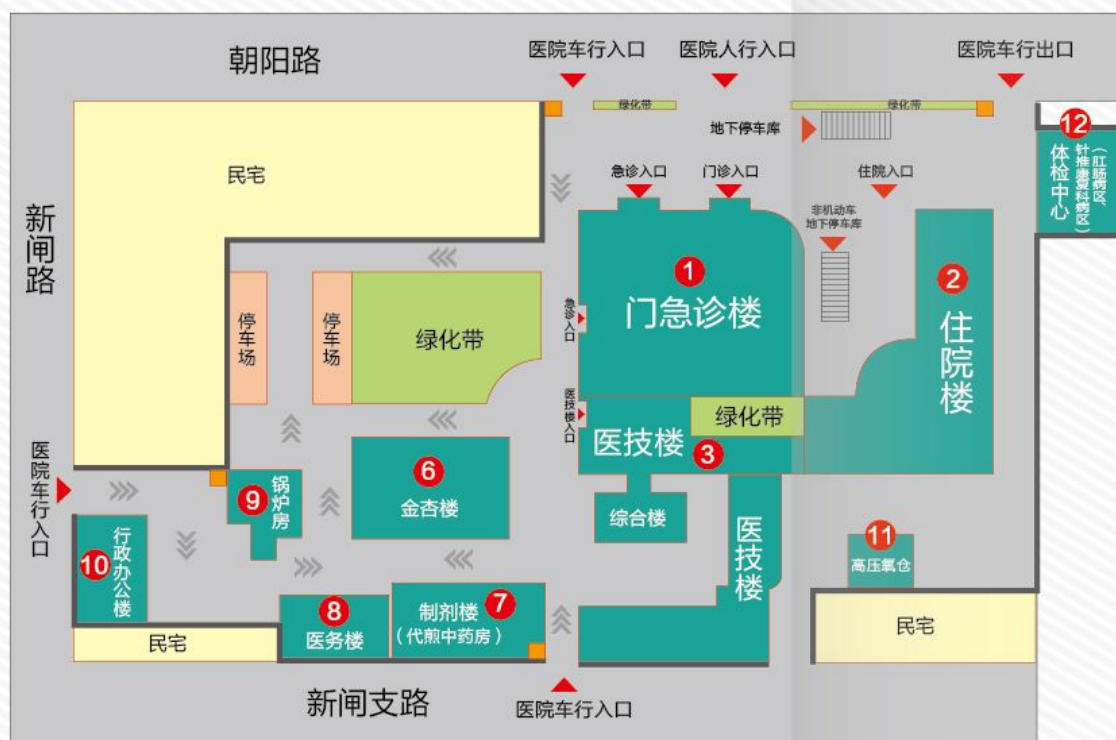 朝阳路
医院车行入口
医院人行入口
医院车行出口
绿化带
绿化带
地下停车库
12
体检中心
（肛肠病区、
针推康复科病区）
民宅
急诊入口
门诊入口
住院入口
非机动车
地下停车库
新闸路
1
门急诊楼
2
住院楼
停车场
停车场
绿化带
急诊入口
医技楼入口
医技楼
3
绿化带
医院车行入口
9
锅炉房
6
金杏楼
综合楼
医技楼
10
行政办公楼
11
高压氧仓
8
医务楼
制剂楼
7
（代煎中药房）
民宅
民宅
新闸支路
医院车行入口